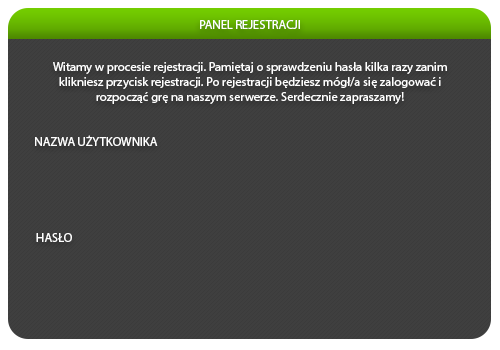 PANEL REJESTRACJI
Witamy w procesie rejestracji. Pamiętaj o sprawdzeniu hasła kilka razy zanim
klikniesz przycisk rejestracji. Po rejestracji będziesz mógł/a się zalogować i
rozpocząć grę na naszym serwerze. Serdecznie zapraszamy!
NAZWA UŻYTKOWNIKA
HASŁO